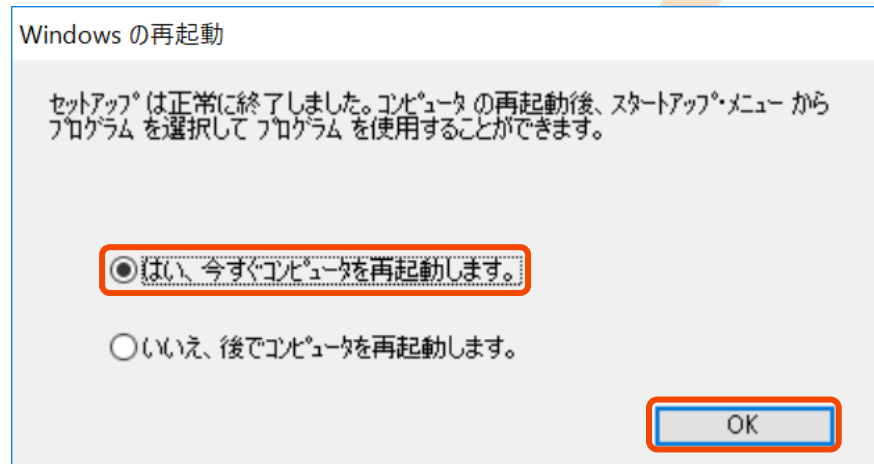 Windows の再起動
セットアップ は正常に終了しました。コンピュータ の再起動後、スタートアップ・メニュー から
プログラム を選択して プログラム を使用することができます。
はい、今すぐコンピュータを再起動します。
いいえ、後でコンピュータを再起動します。
OK